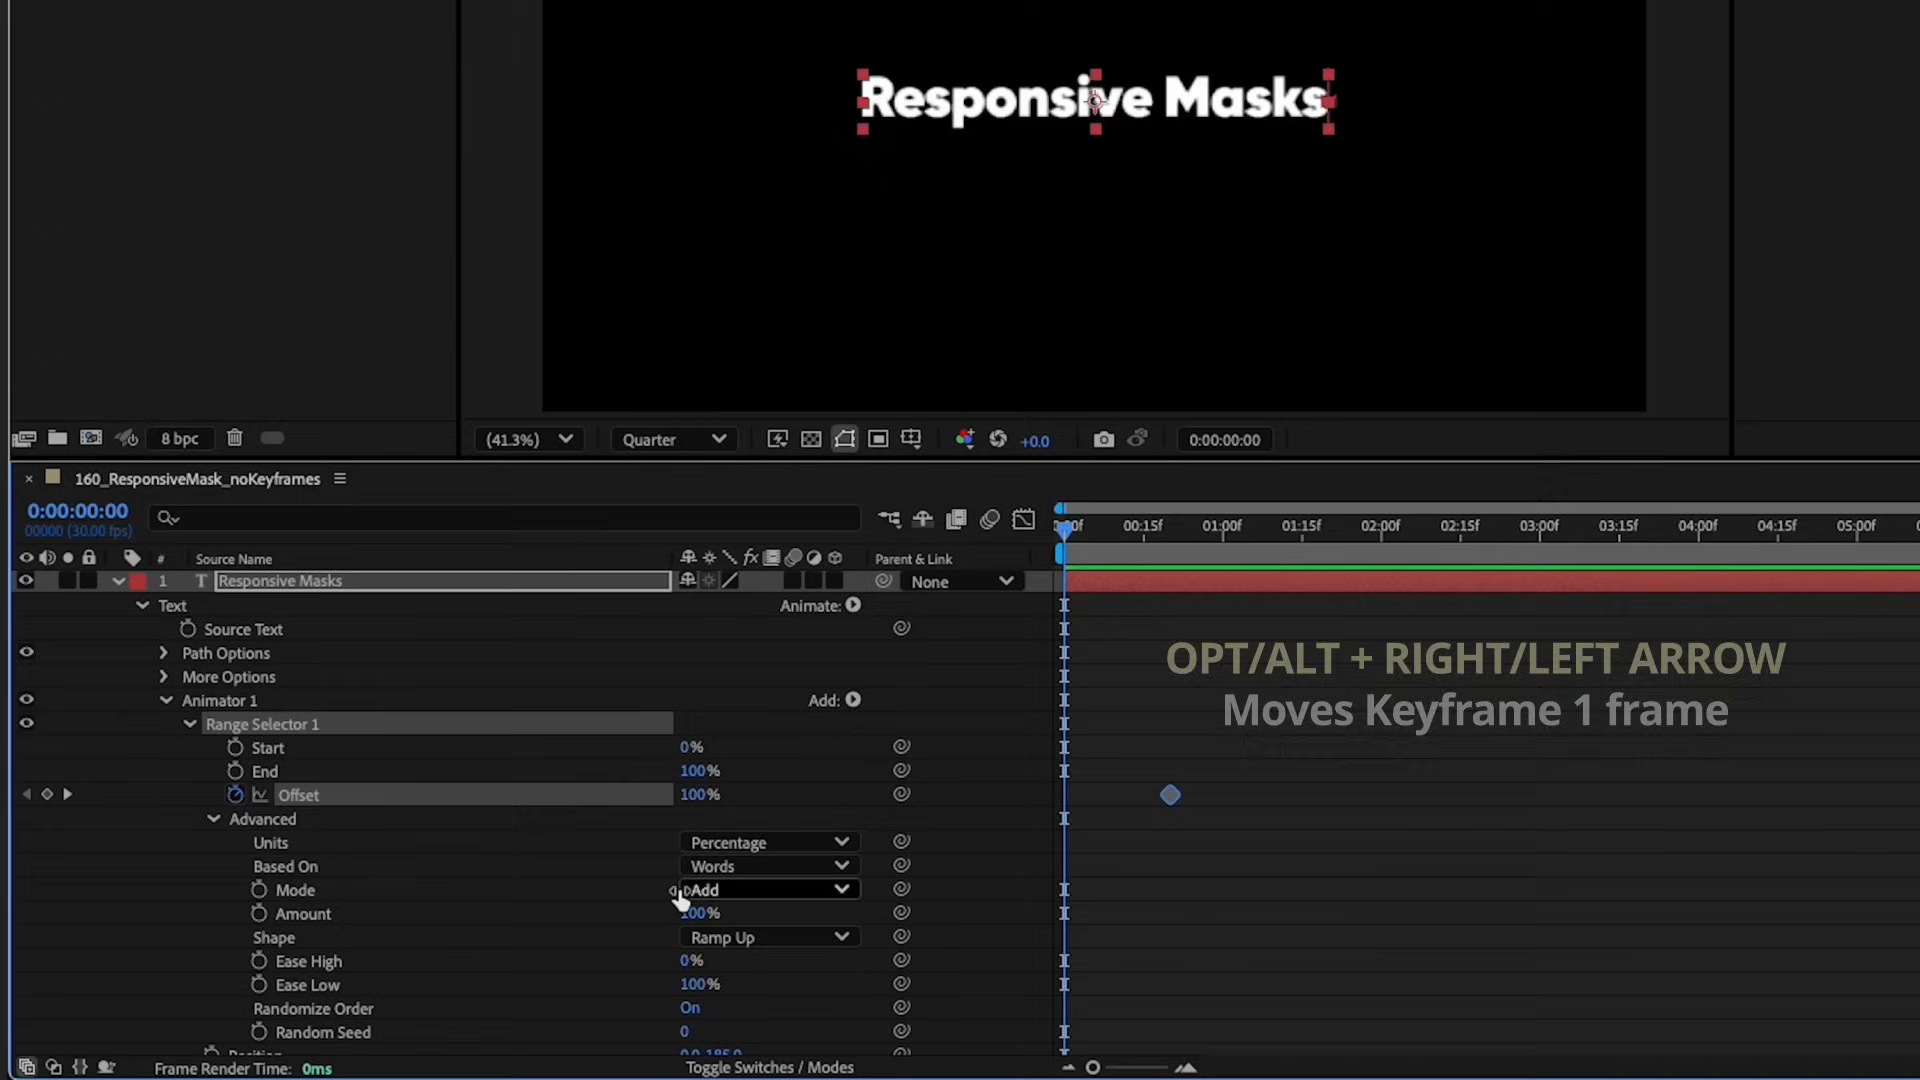 Responsive Masks
8 bpc
(41.3%)
Quarter
+0.0
0:00:00:00
160_ResponsiveMask_noKeyframes
0:00:00:00
00000 (30.00 fps)
00:15f
01:00f
01:15f
02:00f
02:15f
03:00f
03:15f
04:00f
04:15f
05:00f
#
Source Name
fx
Parent & Link
1
T
Responsive Masks
None
Text
Animate:
Source Text
Path Options
More Options
Animator 1
Add:
Range Selector 1
Start
0%
End
100%
Offset
100%
Advanced
Units
Percentage
Based On
Words
Mode
Add
Amount
100%
Shape
Ramp Up
Ease High
0%
Ease Low
100%
Randomize Order
On
Random Seed
0
Frame Render Time: 0ms
Toggle Switches / Modes
OPT/ALT + RIGHT/LEFT ARROW
Moves Keyframe 1 frame